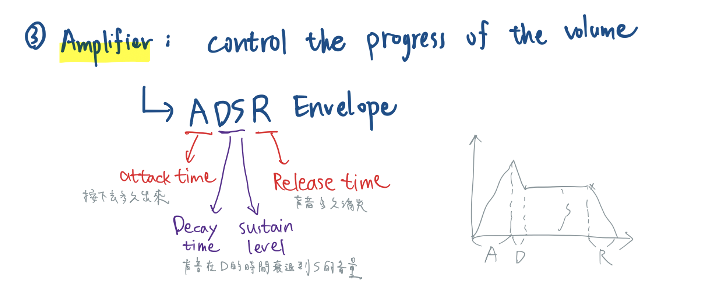 ③ Amplifier : control the progress of the volume
↳ ADSR Envelope
attack time
按下去多久出來
Release time
聲音多久消失
Decay time
sustain level
聲音在D的時間衰退到S的音量
A D S R